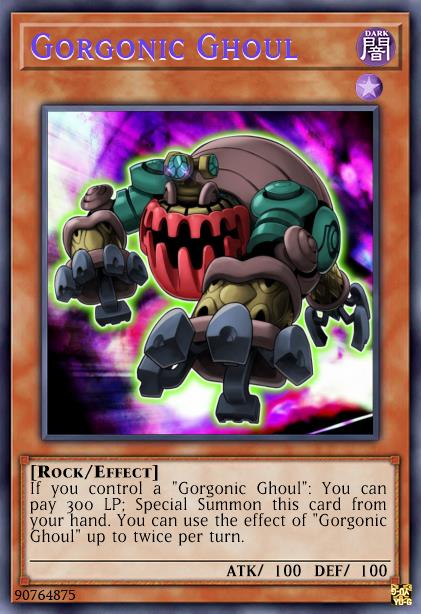 GORGONIC GHOUL
DARK
闇
[ROCK/EFFECT]
If you control a "Gorgonic Ghoul": You can
pay 300 LP; Special Summon this card from
your hand. You can use the effect of "Gorgonic
Ghoul" up to twice per turn.
ATK/ 100 DEF/ 100
90764875